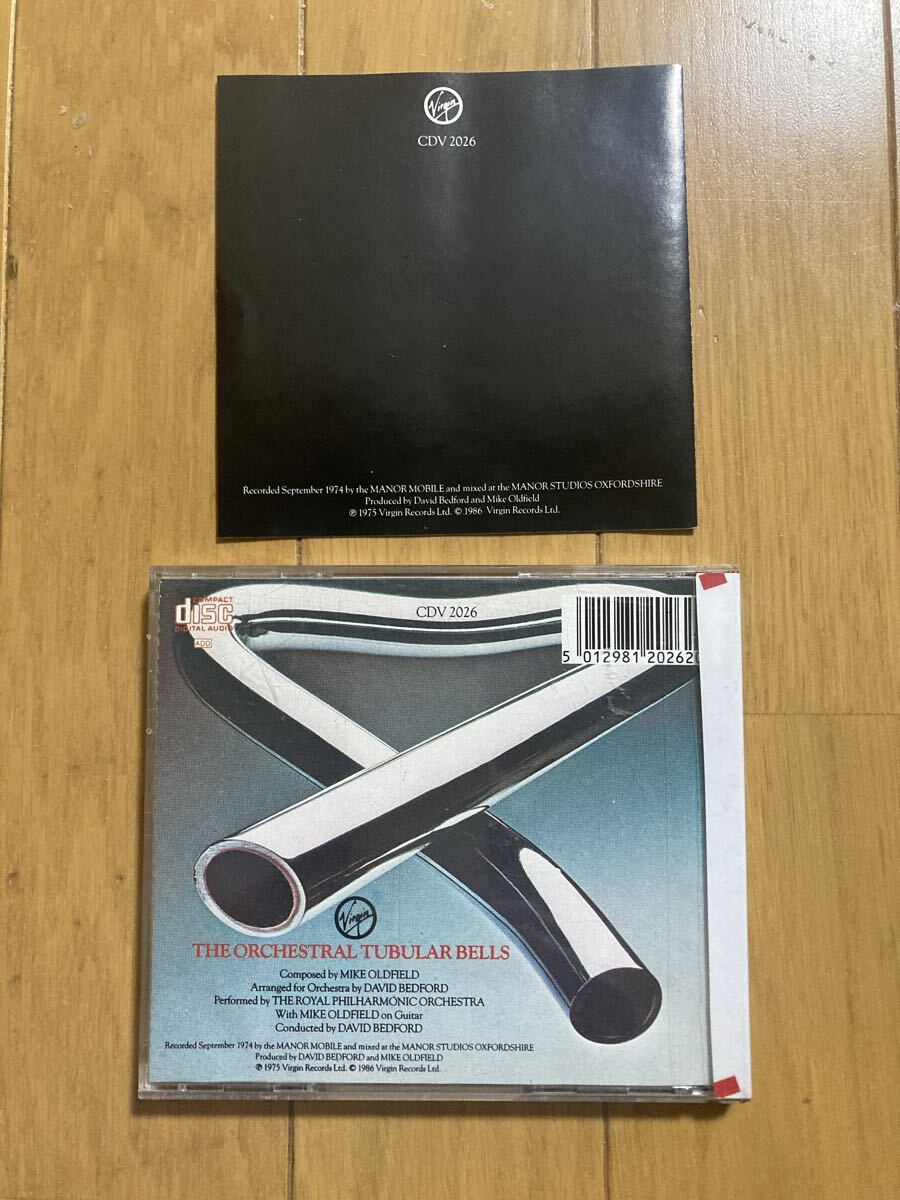 Virgin
CDV 2026
Recorded September 1974 by the MANOR MOBILE and mixed at the MANOR STUDIOS OXFORDSHIRE
Produced by David Bedford and Mike Oldfield
℗ 1975 Virgin Records Ltd. © 1986 Virgin Records Ltd.
COMPACT
disc
DIGITAL AUDIO
ADD
CDV 2026
5 012981 202620
Virgin
THE ORCHESTRAL TUBULAR BELLS
Composed by MIKE OLDFIELD
Arranged for Orchestra by DAVID BEDFORD
Performed by THE ROYAL PHILHARMONIC ORCHESTRA
With MIKE OLDFIELD on Guitar
Conducted by DAVID BEDFORD
Recorded September 1974 by the MANOR MOBILE and mixed at the MANOR STUDIOS OXFORDSHIRE
Produced by DAVID BEDFORD and MIKE OLDFIELD
℗ 1975 Virgin Records Ltd. © 1986 Virgin Records Ltd.